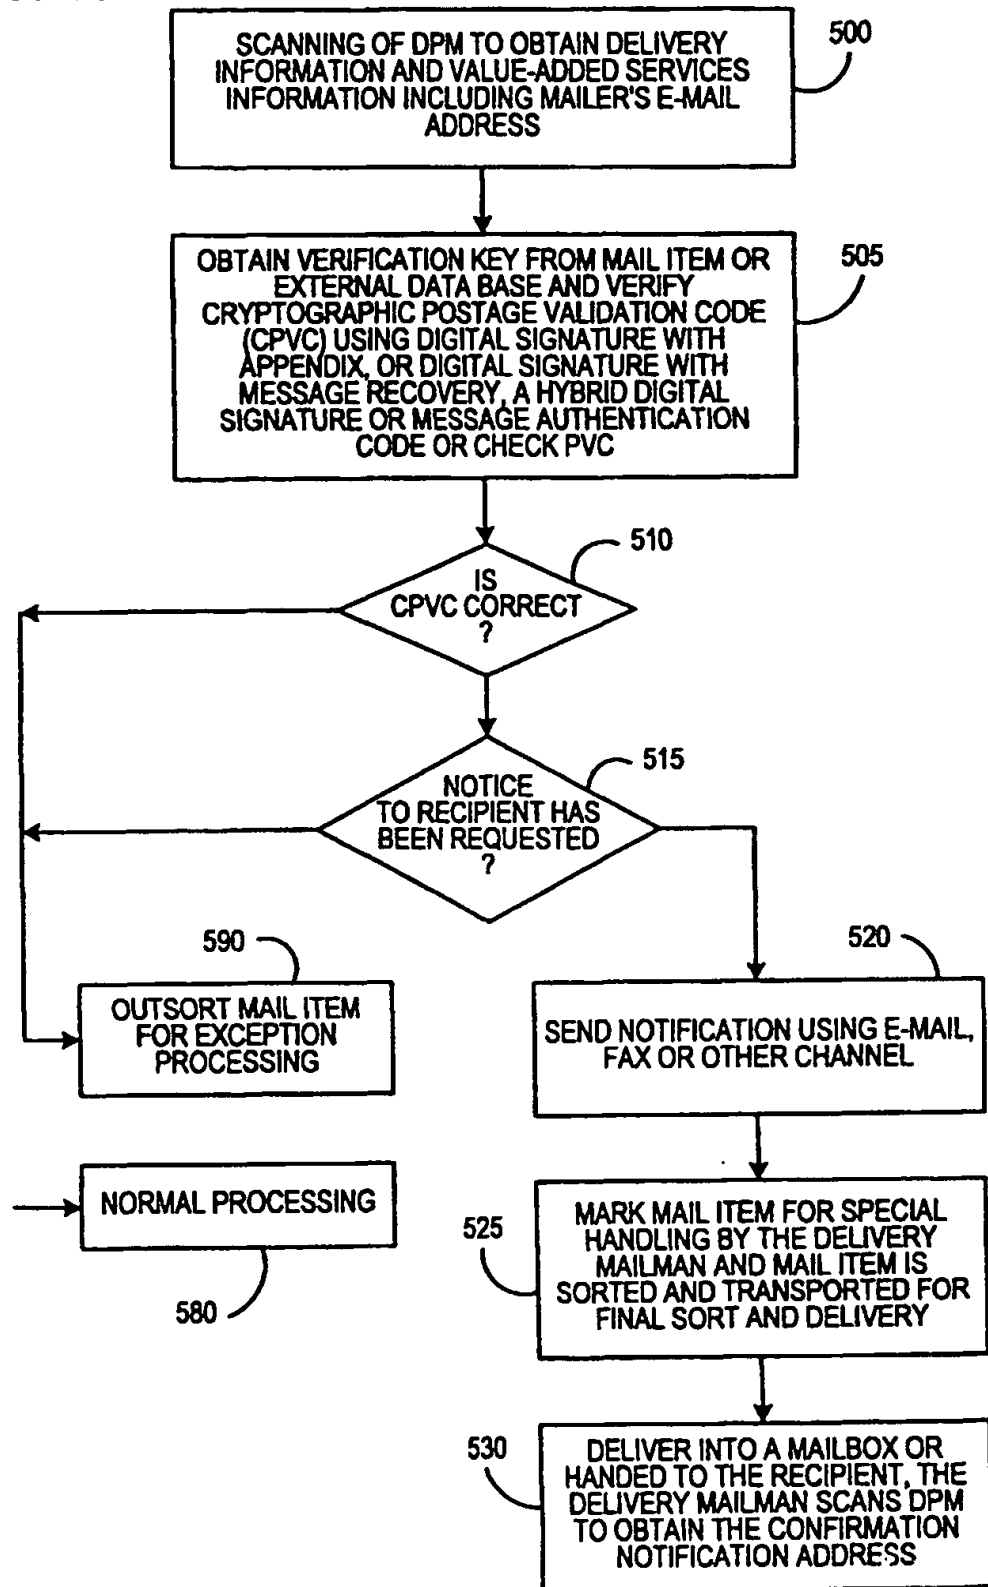 SCANNING OF DPM TO OBTAIN DELIVERY
INFORMATION AND VALUE-ADDED SERVICES
INFORMATION INCLUDING MAILER'S E-MAIL
ADDRESS
500
OBTAIN VERIFICATION KEY FROM MAIL ITEM OR
EXTERNAL DATA BASE AND VERIFY
CRYPTOGRAPHIC POSTAGE VALIDATION CODE
(CPVC) USING DIGITAL SIGNATURE WITH
APPENDIX, OR DIGITAL SIGNATURE WITH
MESSAGE RECOVERY, A HYBRID DIGITAL
SIGNATURE OR MESSAGE AUTHENTICATION
CODE OR CHECK PVC
505
IS
CPVC CORRECT
?
510
NOTICE
TO RECIPIENT HAS
BEEN REQUESTED
?
515
590
OUTSORT MAIL ITEM
FOR EXCEPTION
PROCESSING
520
SEND NOTIFICATION USING E-MAIL,
FAX OR OTHER CHANNEL
NORMAL PROCESSING
580
525
MARK MAIL ITEM FOR SPECIAL
HANDLING BY THE DELIVERY
MAILMAN AND MAIL ITEM IS
SORTED AND TRANSPORTED FOR
FINAL SORT AND DELIVERY
530
DELIVER INTO A MAILBOX OR
HANDED TO THE RECIPIENT, THE
DELIVERY MAILMAN SCANS DPM
TO OBTAIN THE CONFIRMATION
NOTIFICATION ADDRESS